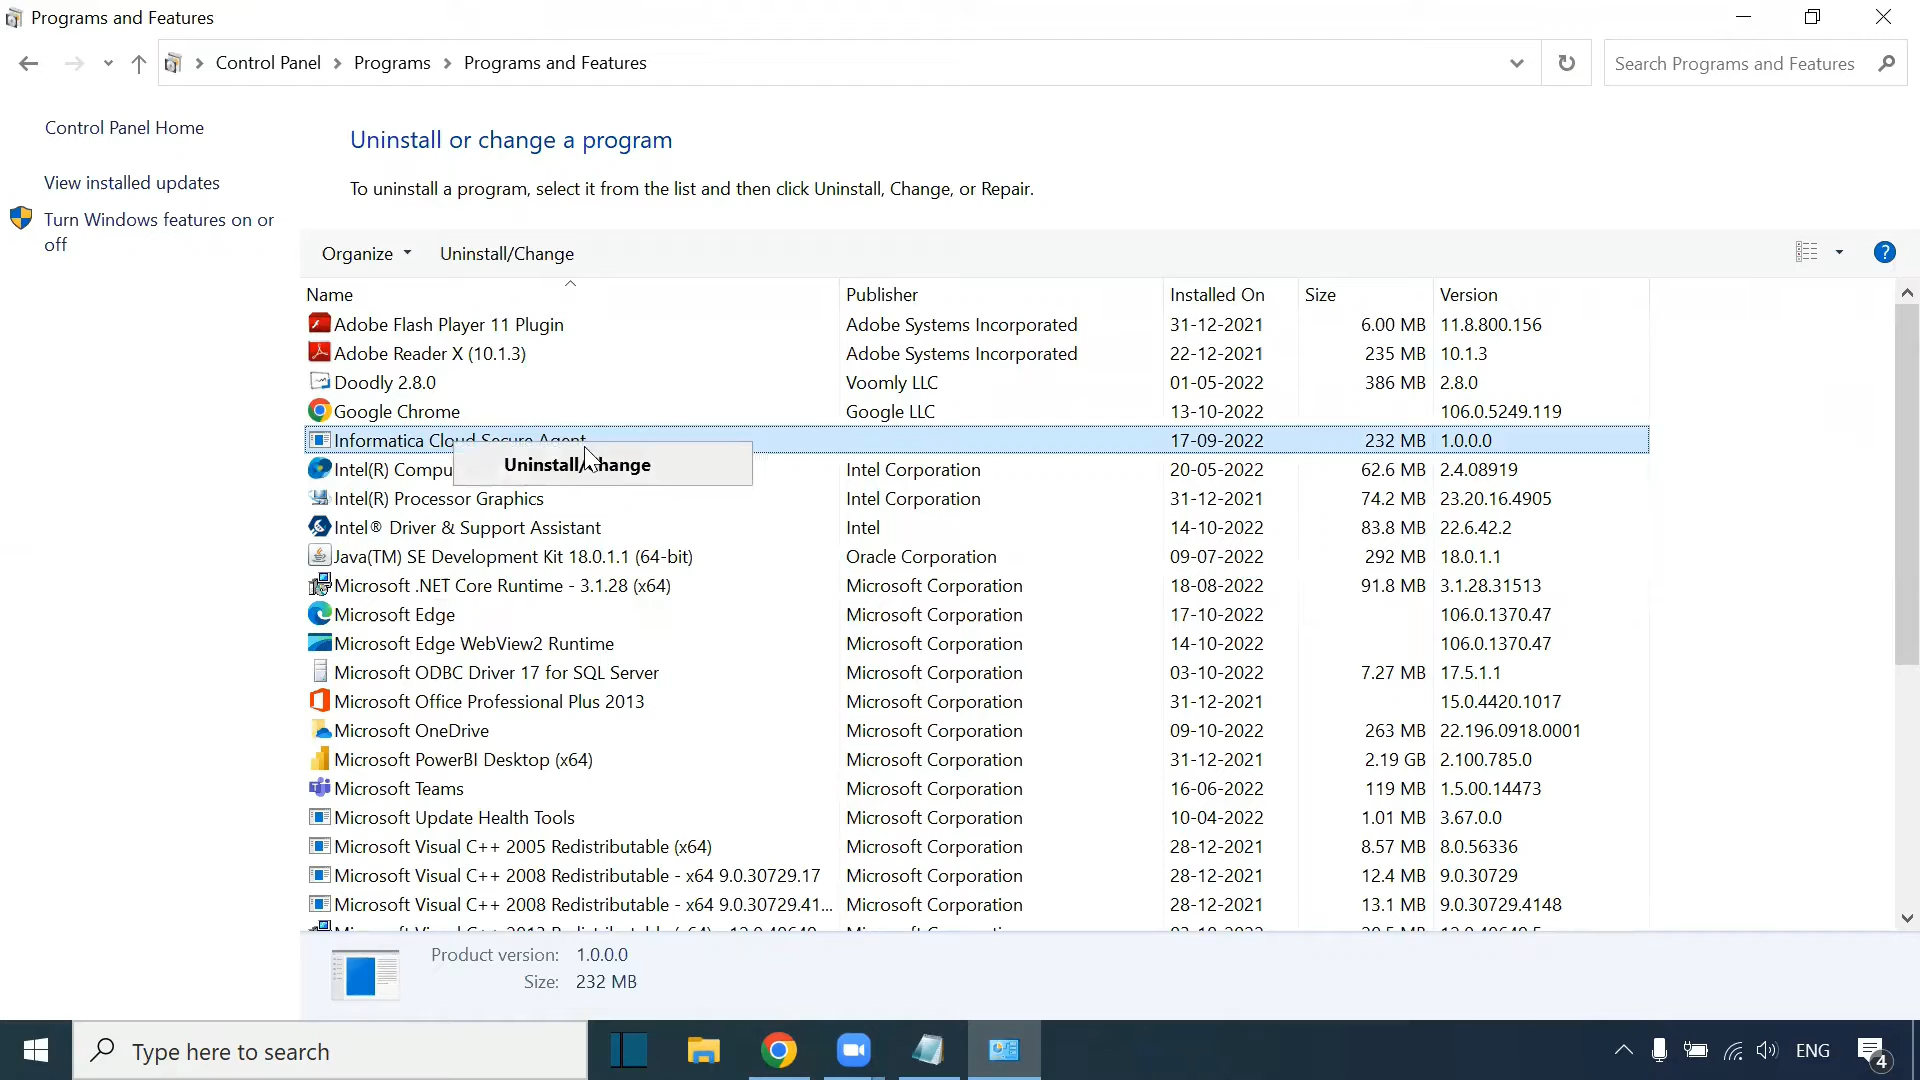 Programs and Features
Control Panel Programs Programs and Features
Search Programs and Features
Control Panel Home
View installed updates
Turn Windows features on or
off
Uninstall or change a program
To uninstall a program, select it from the list and then click Uninstall, Change, or Repair.
Organize Uninstall/Change
Name Publisher Installed On Size Version
Adobe Flash Player 11 Plugin Adobe Systems Incorporated 31-12-2021 6.00 MB 11.8.800.156
Adobe Reader X (10.1.3) Adobe Systems Incorporated 22-12-2021 235 MB 10.1.3
Doodly 2.8.0 Voomly LLC 01-05-2022 386 MB 2.8.0
Google Chrome Google LLC 13-10-2022 106.0.5249.119
Informatica Cloud Secure Agent 17-09-2022 232 MB 1.0.0.0
Uninstall/Change
Intel(R) Compu Intel Corporation 20-05-2022 62.6 MB 2.4.08919
Intel(R) Processor Graphics Intel Corporation 31-12-2021 74.2 MB 23.20.16.4905
Intel® Driver & Support Assistant Intel 14-10-2022 83.8 MB 22.6.42.2
Java(TM) SE Development Kit 18.0.1.1 (64-bit) Oracle Corporation 09-07-2022 292 MB 18.0.1.1
Microsoft .NET Core Runtime - 3.1.28 (x64) Microsoft Corporation 18-08-2022 91.8 MB 3.1.28.31513
Microsoft Edge Microsoft Corporation 17-10-2022 106.0.1370.47
Microsoft Edge WebView2 Runtime Microsoft Corporation 14-10-2022 106.0.1370.47
Microsoft ODBC Driver 17 for SQL Server Microsoft Corporation 03-10-2022 7.27 MB 17.5.1.1
Microsoft Office Professional Plus 2013 Microsoft Corporation 31-12-2021 15.0.4420.1017
Microsoft OneDrive Microsoft Corporation 09-10-2022 263 MB 22.196.0918.0001
Microsoft PowerBI Desktop (x64) Microsoft Corporation 31-12-2021 2.19 GB 2.100.785.0
Microsoft Teams Microsoft Corporation 16-06-2022 119 MB 1.5.00.14473
Microsoft Update Health Tools Microsoft Corporation 10-04-2022 1.01 MB 3.67.0.0
Microsoft Visual C++ 2005 Redistributable (x64) Microsoft Corporation 28-12-2021 8.57 MB 8.0.56336
Microsoft Visual C++ 2008 Redistributable - x64 9.0.30729.17 Microsoft Corporation 28-12-2021 12.4 MB 9.0.30729
Microsoft Visual C++ 2008 Redistributable - x64 9.0.30729.41... Microsoft Corporation 28-12-2021 13.1 MB 9.0.30729.4148
Product version: 1.0.0.0
Size: 232 MB
Type here to search
ENG
4